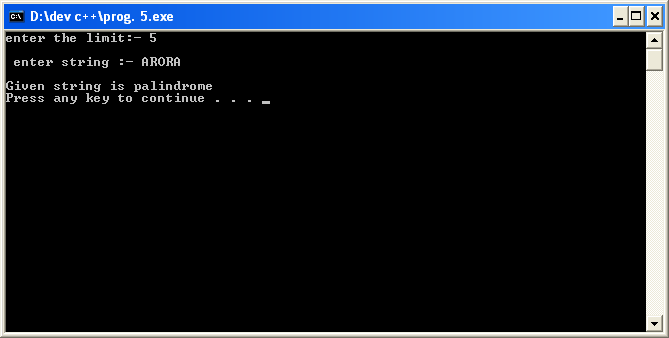 D:\dev c++\prog. 5.exe
enter the limit:- 5
enter string :- ARORA
Given string is palindrome
Press any key to continue . . . _